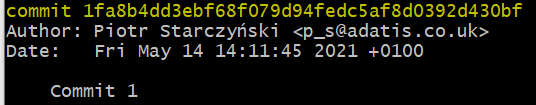 commit 1fa8b4dd3ebf68f079d94fedc5af8d0392d430bf
Author: Piotr Starczyński <p_s@adatis.co.uk>
Date:   Fri May 14 14:11:45 2021 +0100
    Commit 1